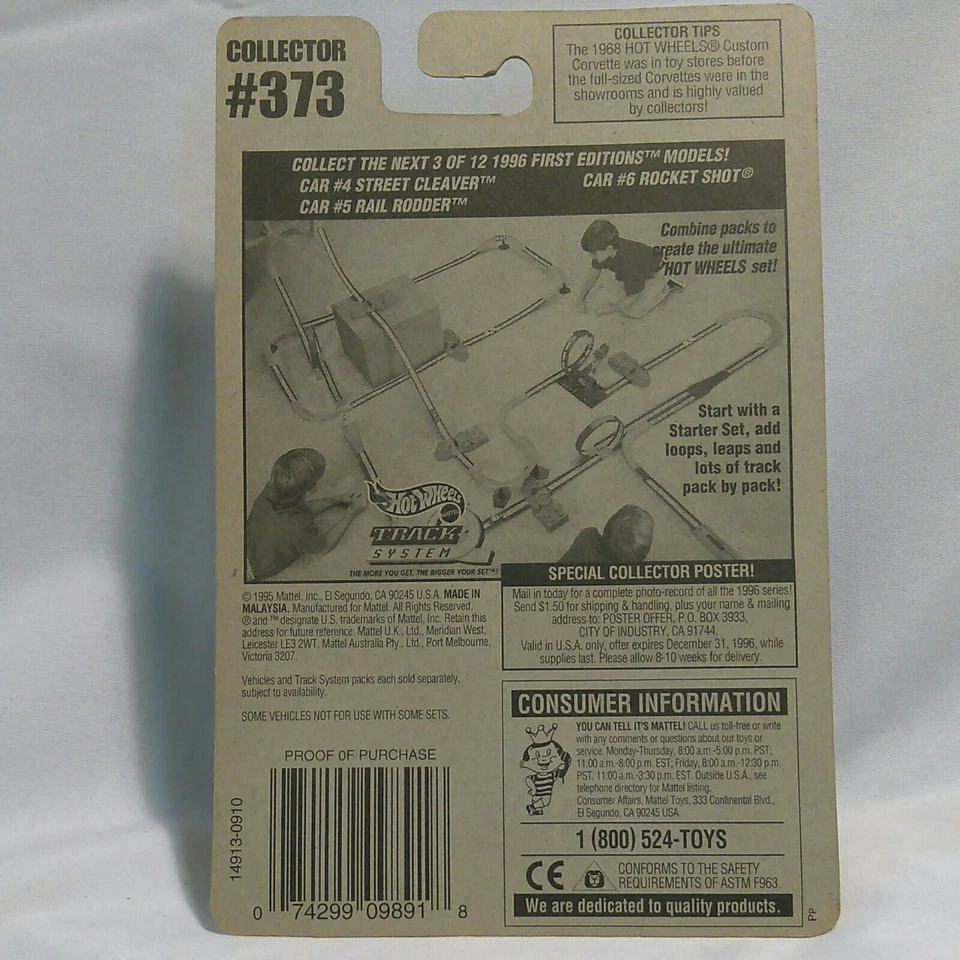 COLLECTOR
#373
COLLECTOR TIPS
The 1968 HOT WHEELS® Custom
Corvette was in toy stores before
the full-sized Corvettes were in the
showrooms and is highly valued
by collectors!
COLLECT THE NEXT 3 OF 12 1996 FIRST EDITIONS™ MODELS!
CAR #4 STREET CLEAVER™ CAR #6 ROCKET SHOT®
CAR #5 RAIL RODDER™
Combine packs to
create the ultimate
HOT WHEELS set!
Start with a
Starter Set, add
loops, leaps and
lots of track
pack by pack!
Hot Wheels
MATTEL
TRACK
SYSTEM
THE MORE YOU GET, THE BIGGER YOUR SET™!
© 1995 Mattel, Inc., El Segundo, CA 90245 U.S.A. MADE IN
MALAYSIA. Manufactured for Mattel. All Rights Reserved.
® and ™ designate U.S. trademarks of Mattel, Inc. Retain this
address for future reference: Mattel U.K., Ltd., Meridian West,
Leicester LE3 2WT. Mattel Australia Pty., Ltd., Port Melbourne,
Victoria 3207.
Vehicles and Track System packs each sold separately,
subject to availability.
SOME VEHICLES NOT FOR USE WITH SOME SETS.
SPECIAL COLLECTOR POSTER!
Mail in today for a complete photo-record of all the 1996 series!
Send $1.50 for shipping & handling, plus your name & mailing
address to: POSTER OFFER, P.O. BOX 3933,
CITY OF INDUSTRY, CA 91744.
Valid in U.S.A. only, offer expires December 31, 1996, while
supplies last. Please allow 8-10 weeks for delivery.
CONSUMER INFORMATION
YOU CAN TELL IT'S MATTEL! CALL us toll-free or write
with any comments or questions about our toys or
service. Monday-Thursday, 8:00 a.m.-5:00 p.m. PST;
11:00 a.m.-8:00 p.m. EST; Friday, 8:00 a.m.-12:30 p.m.
PST, 11:00 a.m.-3:30 p.m. EST. Outside U.S.A., see
telephone directory for Mattel listing.
Consumer Affairs, Mattel Toys, 333 Continental Blvd.,
El Segundo, CA 90245 USA
1 (800) 524-TOYS
CE
CONFORMS TO THE SAFETY
REQUIREMENTS OF ASTM F963.
We are dedicated to quality products.
PP
PROOF OF PURCHASE
14913-0910
0 74299 09891 8